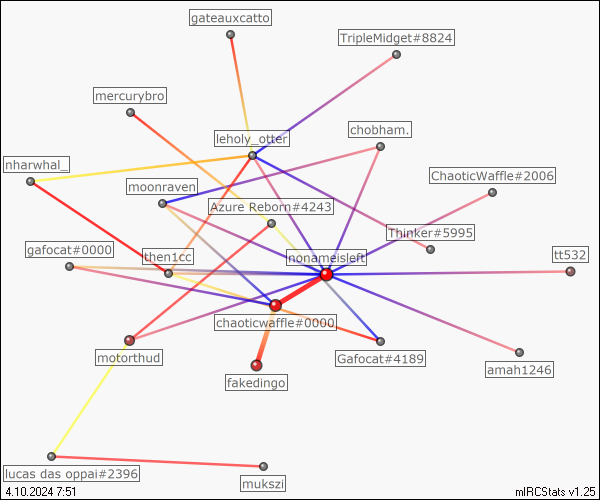 gateauxcatto
TripleMidget#8824
mercurybro
chobham.
leholy_otter
nharwhal_
ChaoticWaffle#2006
moonraven
Azure Reborn#4243
Thinker#5995
gafocat#0000
then1cc
nonameisleft
tt532
chaoticwaffle#0000
motorthud
Gafocat#4189
amah1246
fakedingo
lucas das oppai#2396
mukszi
4.10.2024 7:51
mIRCStats v1.25